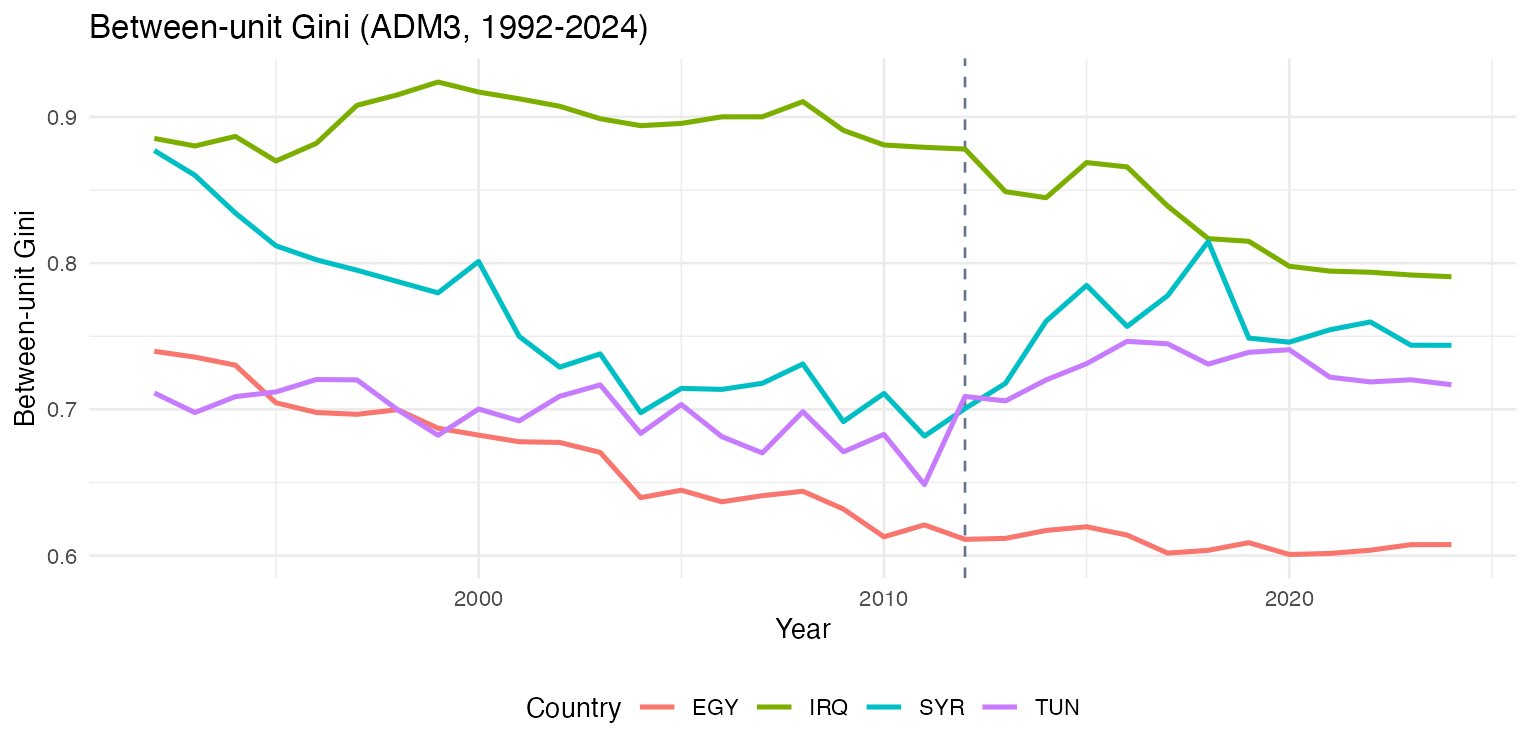 Between-unit Gini (ADM3, 1992-2024)
Between-unit Gini
0.9
0.8
0.7
0.6
2000 2010 2020
Year
Country EGY IRQ SYR TUN